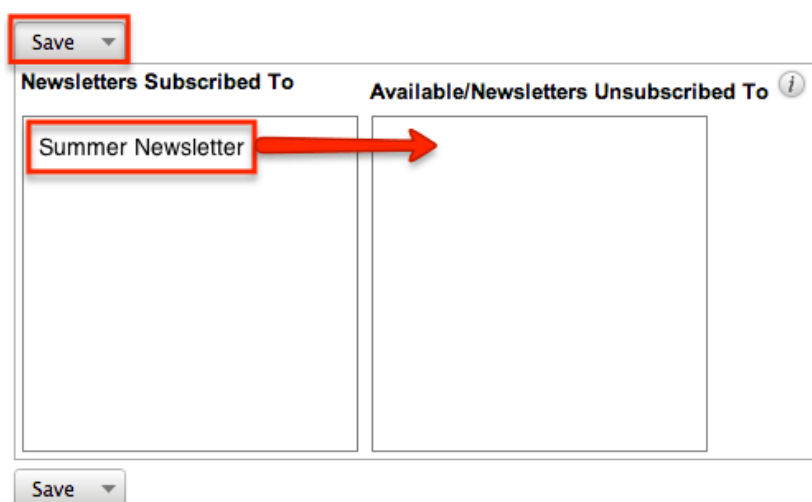 Save
Newsletters Subscribed To
Available/Newsletters Unsubscribed To i
Summer Newsletter
Save